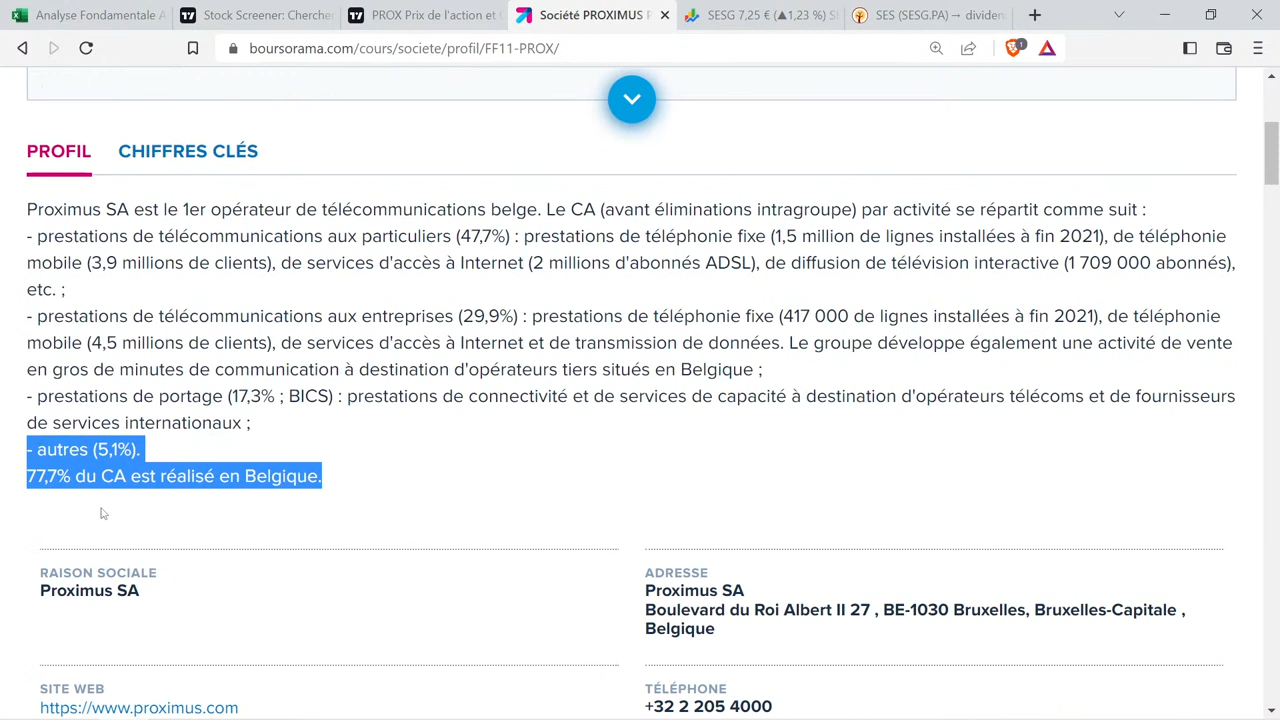 Analyse Fondamentale A
Stock Screener: Cherchez
PROX Prix de l'action et C
Société PROXIMUS P
SESG 7,25 € (▲1,23 %) S
SES (SESG.PA) → dividen
boursorama.com/cours/societe/profil/FF11-PROX/
1
PROFIL
CHIFFRES CLÉS
Proximus SA est le 1er opérateur de télécommunications belge. Le CA (avant éliminations intragroupe) par activité se répartit comme suit :
- prestations de télécommunications aux particuliers (47,7%) : prestations de téléphonie fixe (1,5 million de lignes installées à fin 2021), de téléphonie
mobile (3,9 millions de clients), de services d'accès à Internet (2 millions d'abonnés ADSL), de diffusion de télévision interactive (1 709 000 abonnés),
etc. ;
- prestations de télécommunications aux entreprises (29,9%) : prestations de téléphonie fixe (417 000 de lignes installées à fin 2021), de téléphonie
mobile (4,5 millions de clients), de services d'accès à Internet et de transmission de données. Le groupe développe également une activité de vente
en gros de minutes de communication à destination d'opérateurs tiers situés en Belgique ;
- prestations de portage (17,3% ; BICS) : prestations de connectivité et de services de capacité à destination d'opérateurs télécoms et de fournisseurs
de services internationaux ;
- autres (5,1%).
77,7% du CA est réalisé en Belgique.
RAISON SOCIALE
Proximus SA
ADRESSE
Proximus SA
Boulevard du Roi Albert II 27 , BE-1030 Bruxelles, Bruxelles-Capitale ,
Belgique
SITE WEB
https://www.proximus.com
TÉLÉPHONE
+32 2 205 4000